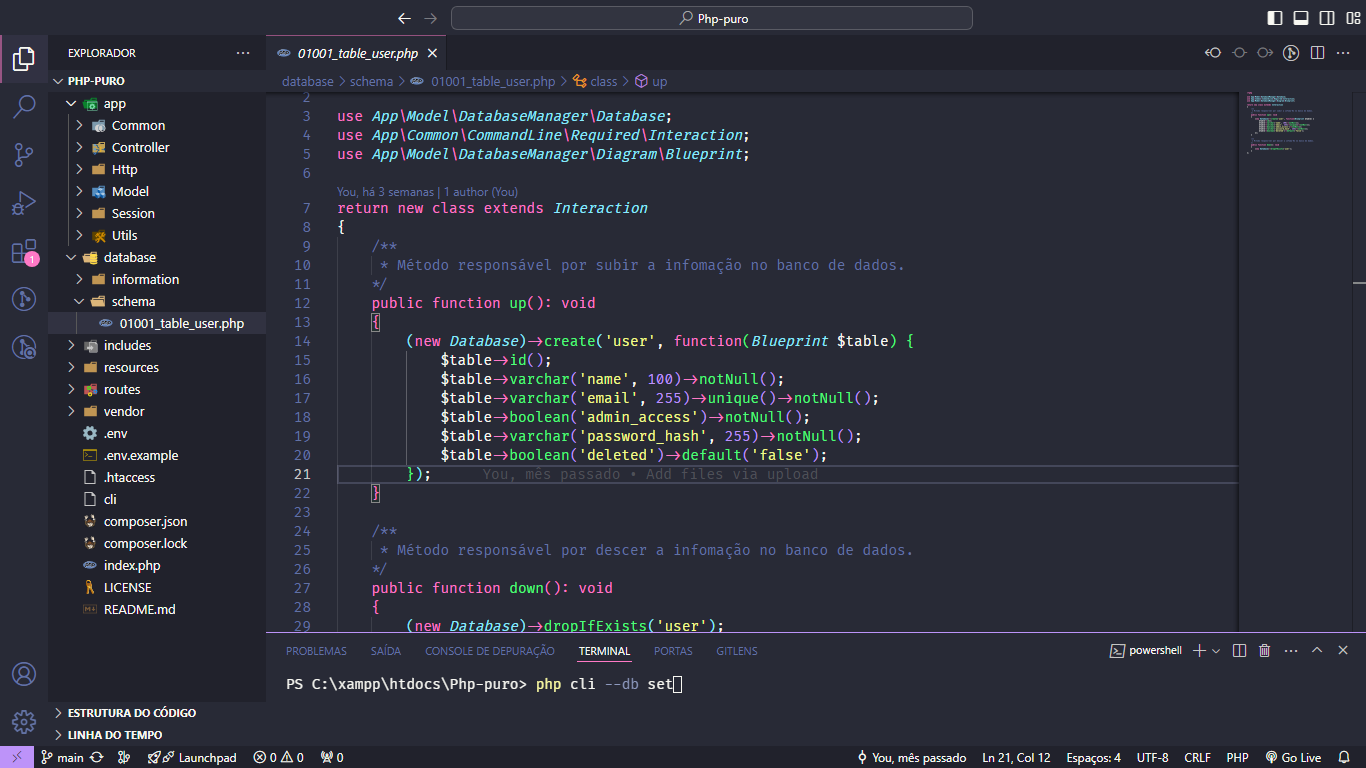 Php-puro
EXPLORADOR
PHP-PURO
app
Common
Controller
Http
Model
Session
Utils
database
information
schema
01001_table_user.php
includes
resources
routes
vendor
.env
.env.example
.htaccess
cli
composer.json
composer.lock
index.php
LICENSE
README.md
ESTRUTURA DO CÓDIGO
LINHA DO TEMPO
1
01001_table_user.php
database > schema > 01001_table_user.php > class > up
2
3 use App\Model\DatabaseManager\Database;
4 use App\Common\CommandLine\Required\Interaction;
5 use App\Model\DatabaseManager\Diagram\Blueprint;
6
You, há 3 semanas | 1 author (You)
7 return new class extends Interaction
8 {
9 /**
10 * Método responsável por subir a infomação no banco de dados.
11 */
12 public function up(): void
13 {
14 (new Database)->create('user', function(Blueprint $table) {
15 $table->id();
16 $table->varchar('name', 100)->notNull();
17 $table->varchar('email', 255)->unique()->notNull();
18 $table->boolean('admin_access')->notNull();
19 $table->varchar('password_hash', 255)->notNull();
20 $table->boolean('deleted')->default('false');
21 }); You, mês passado • Add files via upload
22 }
23
24 /**
25 * Método responsável por descer a infomação no banco de dados.
26 */
27 public function down(): void
28 {
29 (new Database)->dropIfExists('user');
PROBLEMAS SAÍDA CONSOLE DE DEPURAÇÃO TERMINAL PORTAS GITLENS powershell
PS C:\xampp\htdocs\Php-puro> php cli --db set
main Launchpad 0 0 0 You, mês passado Ln 21, Col 12 Espaços: 4 UTF-8 CRLF PHP Go Live